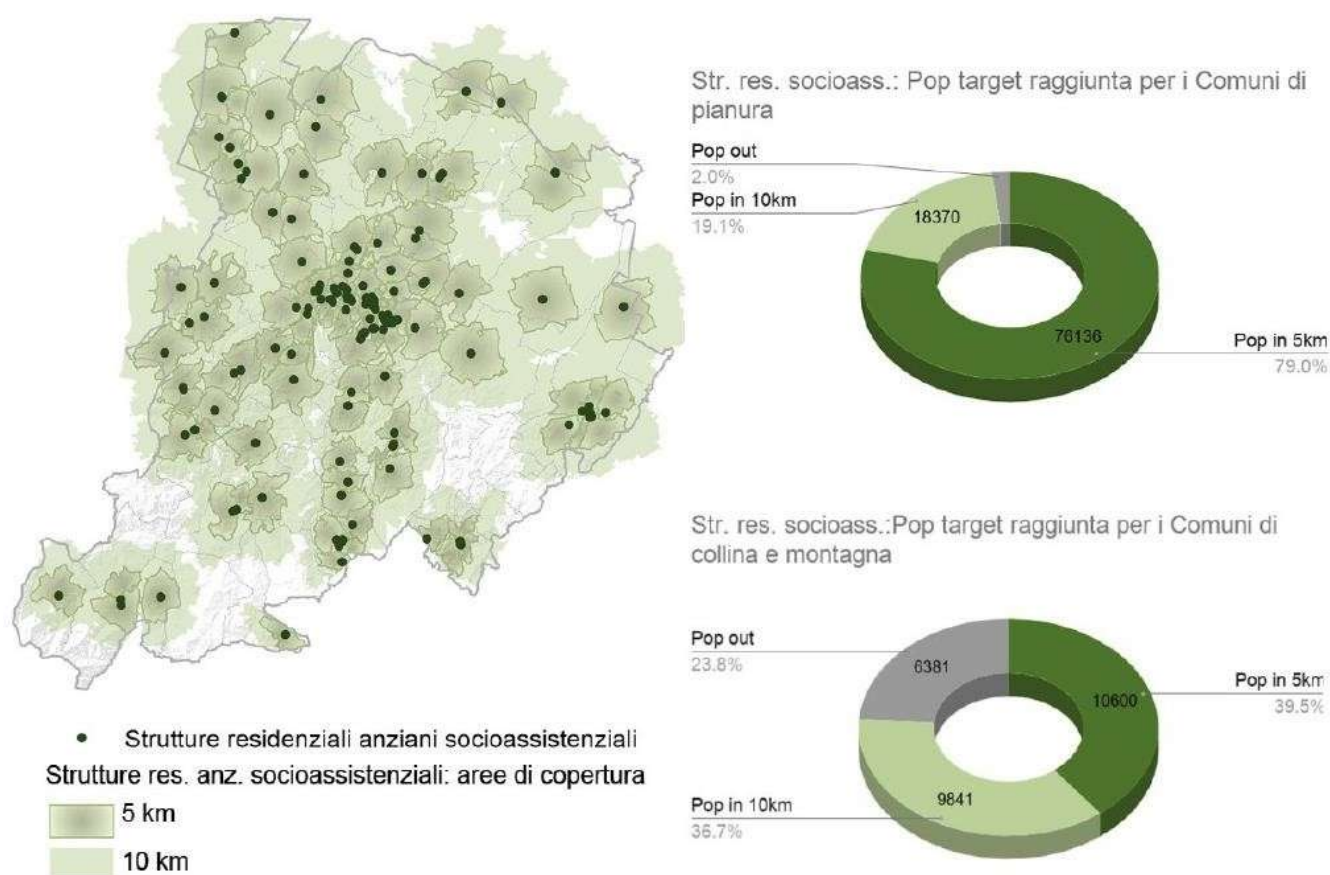 Str. res. socioass.: Pop target raggiunta per i Comuni di
pianura
Pop out
2.0%
Pop in 10km
19.1%
18370
76136
Pop in 5km
79.0%
Str. res. socioass.:Pop target raggiunta per i Comuni di
collina e montagna
Pop out
23.8%
6381
10600
Pop in 5km
39.5%
9841
Pop in 10km
36.7%
Strutture residenziali anziani socioassistenziali
Strutture res. anz. socioassistenziali: aree di copertura
5 km
10 km